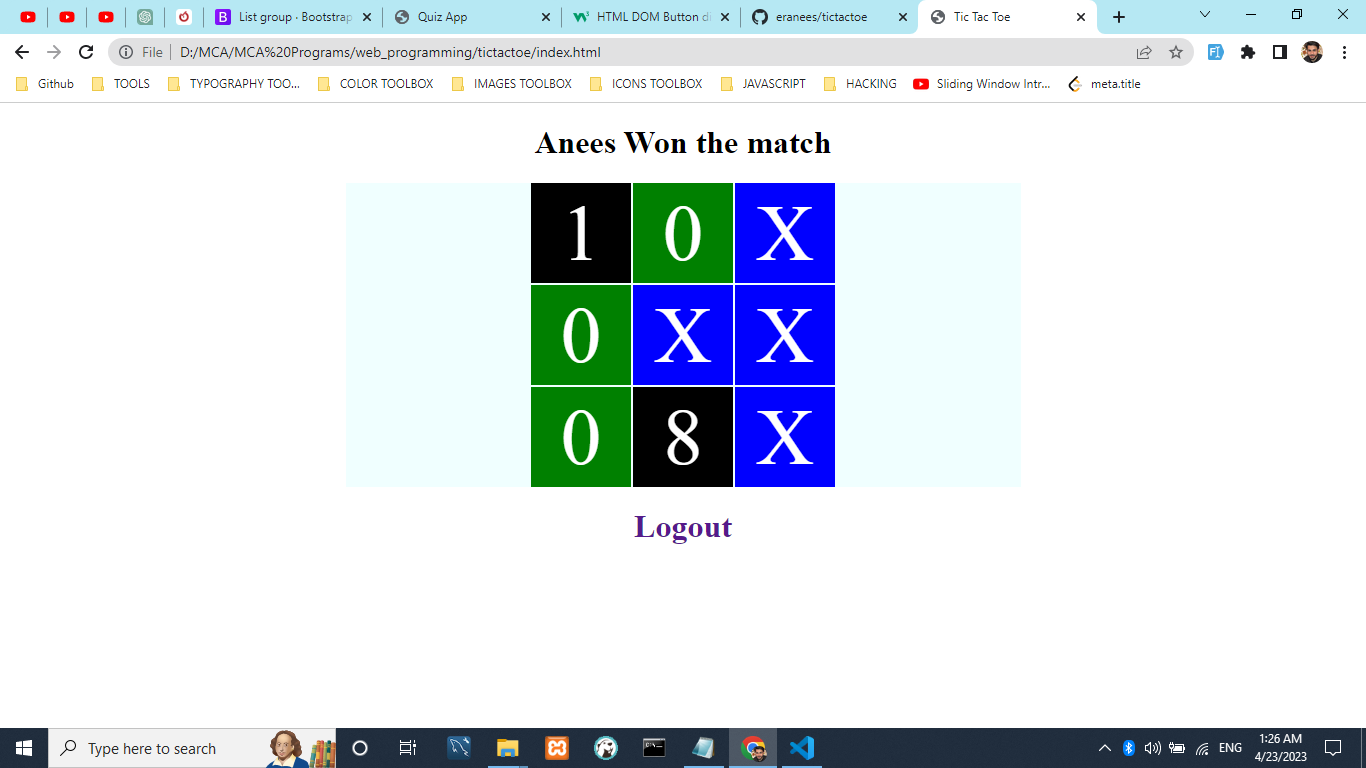 List group · Bootstrap
Quiz App
HTML DOM Button di
eranees/tictactoe
Tic Tac Toe
File
D:/MCA/MCA%20Programs/web_programming/tictactoe/index.html
Github
TOOLS
TYPOGRAPHY TOO...
COLOR TOOLBOX
IMAGES TOOLBOX
ICONS TOOLBOX
JAVASCRIPT
HACKING
Sliding Window Intr...
meta.title
Anees Won the match
1 0 X
0 X X
0 8 X
Logout
Type here to search
ENG
1:26 AM
4/23/2023